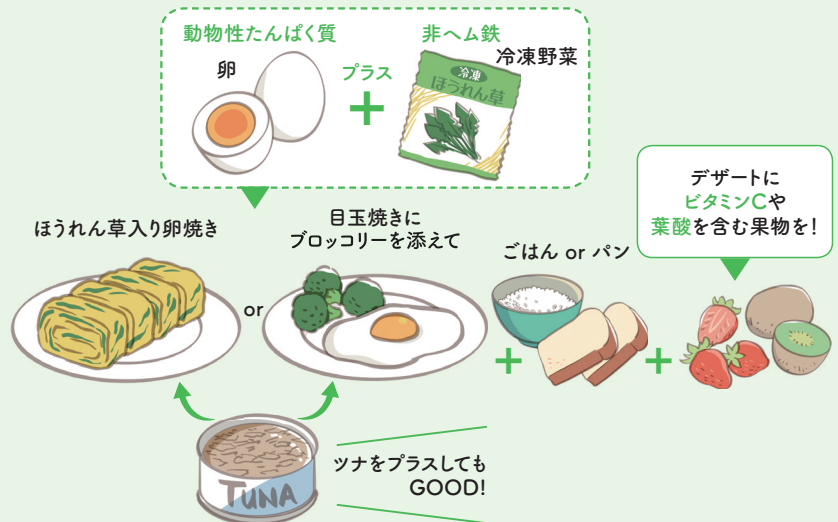 動物性たんぱく質
卵
プラス
+
非ヘム鉄
冷凍野菜
冷凍
ほうれん草
ほうれん草入り卵焼き
or
目玉焼きに
ブロッコリーを添えて
+
ごはん or パン
+
デザートに
ビタミンCや
葉酸を含む果物を!
TUNA
ツナをプラスしても
GOOD!